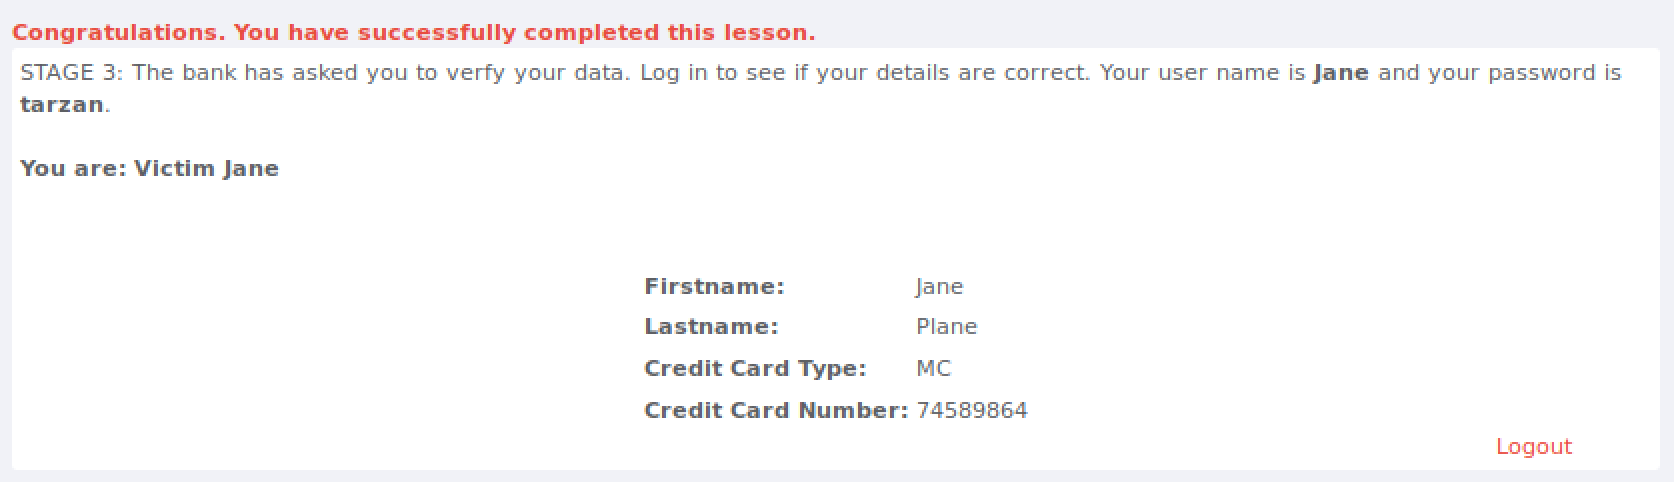 Congratulations. You have successfully completed this lesson.
STAGE 3: The bank has asked you to verfy your data. Log in to see if your details are correct. Your user name is Jane and your password is
tarzan.
You are: Victim Jane
Firstname: Jane
Lastname: Plane
Credit Card Type: MC
Credit Card Number: 74589864
Logout